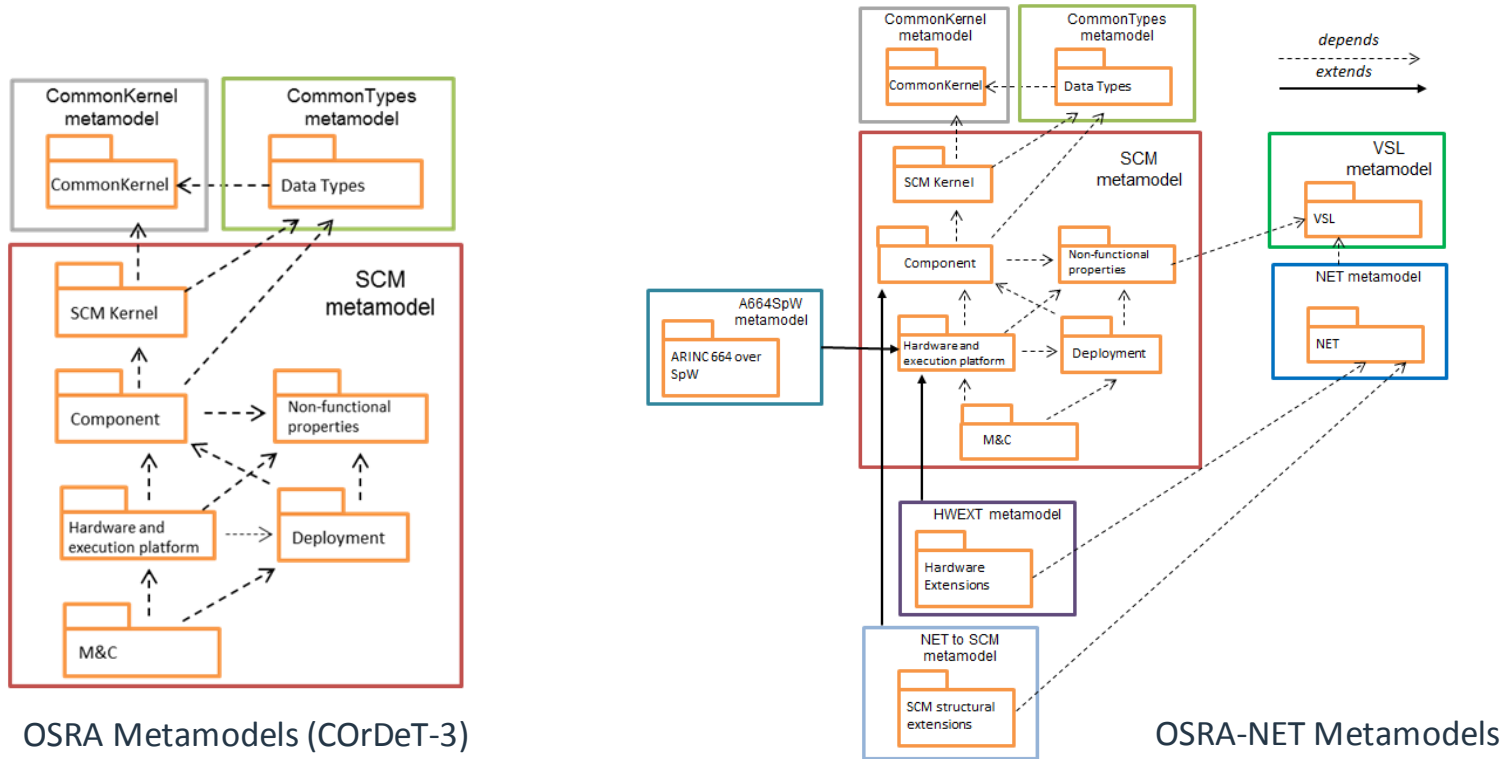 CommonKernel
metamodel
CommonKernel
CommonTypes
metamodel
Data Types
SCM
metamodel
SCM Kernel
Component
Non-functional
properties
Hardware and
execution platform
Deployment
M&C
OSRA Metamodels (COrDeT-3)
CommonKernel
metamodel
CommonKernel
CommonTypes
metamodel
Data Types
depends
extends
SCM
metamodel
SCM Kernel
Component
Non-functional
properties
Hardware and
execution platform
Deployment
M&C
VSL
metamodel
VSL
NET metamodel
NET
A664SpW
metamodel
ARINC 664 over
SpW
HWEXT metamodel
Hardware
Extensions
NET to SCM
metamodel
SCM structural
extensions
OSRA-NET Metamodels